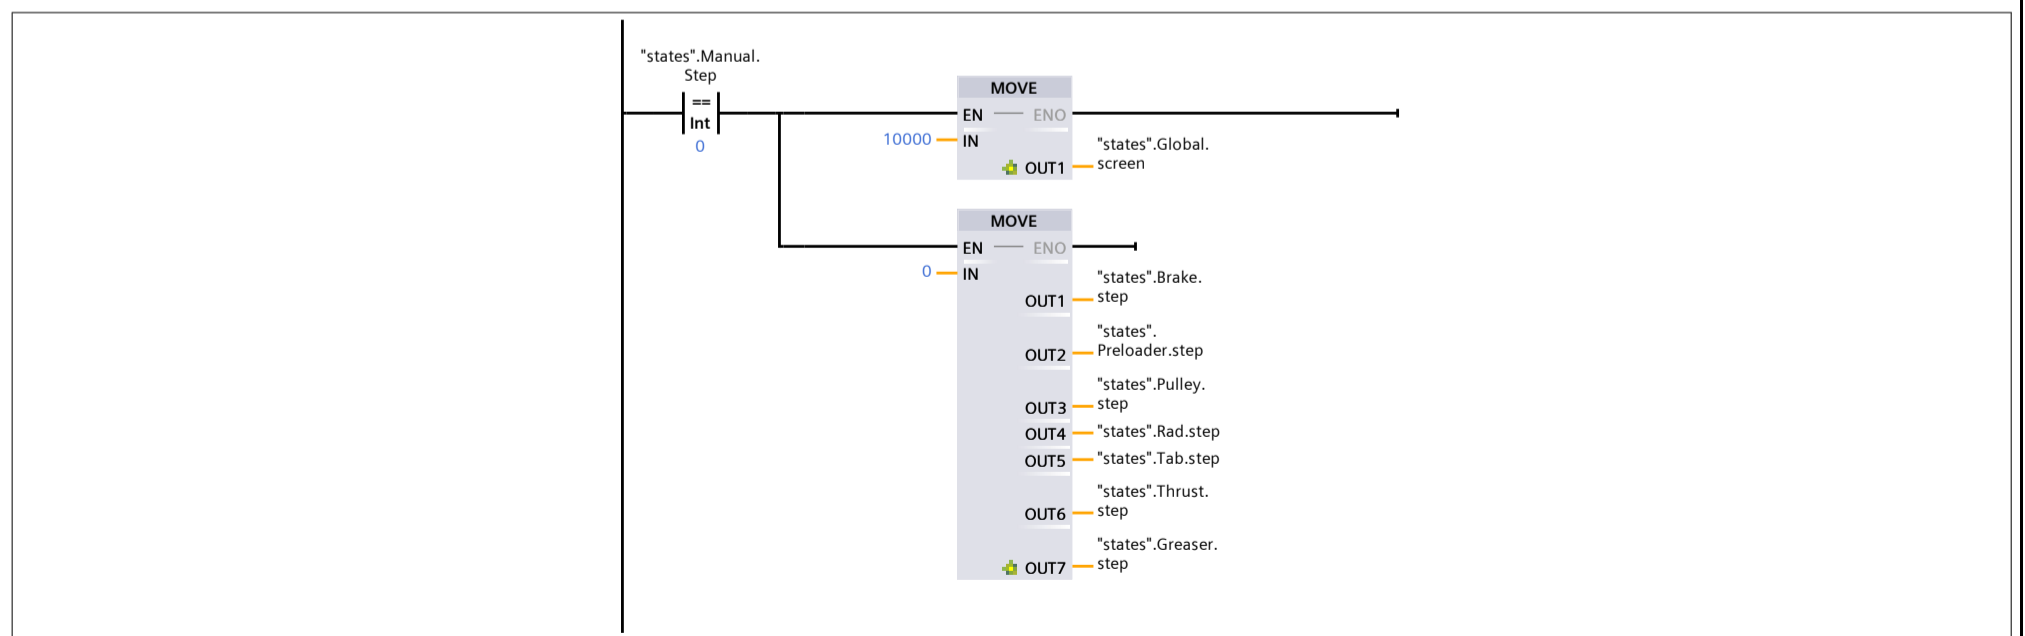 "states".Manual.
Step
==
Int
0
MOVE
EN ENO
10000 IN
OUT1
"states".Global.
screen
MOVE
EN ENO
0 IN
OUT1
"states".Brake.
step
OUT2
"states".
Preloader.step
OUT3
"states".Pulley.
step
OUT4 "states".Rad.step
OUT5 "states".Tab.step
OUT6
"states".Thrust.
step
OUT7
"states".Greaser.
step